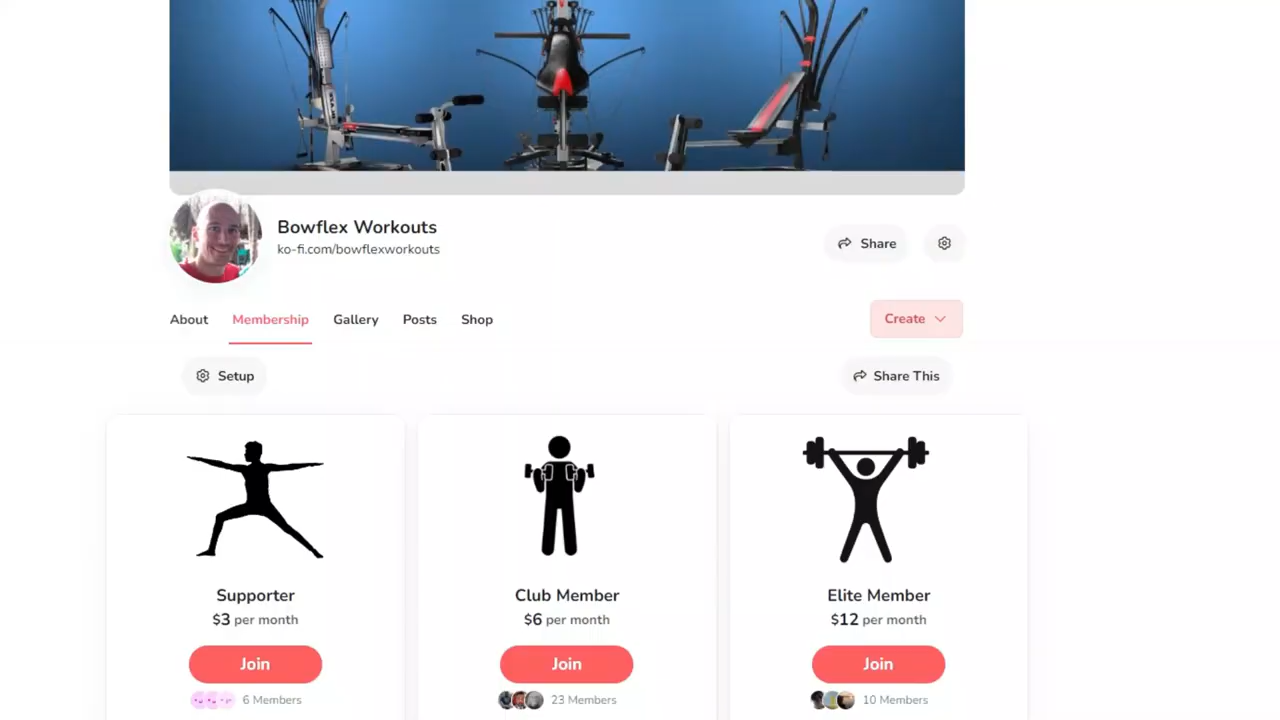 Bowflex Workouts
ko-fi.com/bowflexworkouts
Share
About Membership Gallery Posts Shop
Create
Setup
Share This
Supporter
$3 per month
Join
6 Members
Club Member
$6 per month
Join
23 Members
Elite Member
$12 per month
Join
10 Members